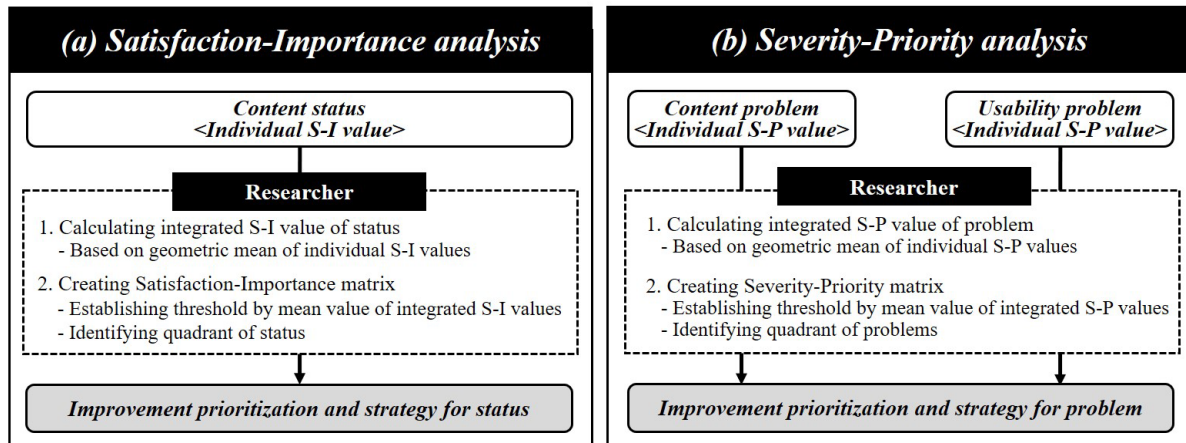 (a) Satisfaction-Importance analysis
Content status
<Individual S-I value>
Researcher
1. Calculating integrated S-I value of status
- Based on geometric mean of individual S-I values
2. Creating Satisfaction-Importance matrix
- Establishing threshold by mean value of integrated S-I values
- Identifying quadrant of status
Improvement prioritization and strategy for status
(b) Severity-Priority analysis
Content problem
<Individual S-P value>
Usability problem
<Individual S-P value>
Researcher
1. Calculating integrated S-P value of problem
- Based on geometric mean of individual S-P values
2. Creating Severity-Priority matrix
- Establishing threshold by mean value of integrated S-P values
- Identifying quadrant of problems
Improvement prioritization and strategy for problem